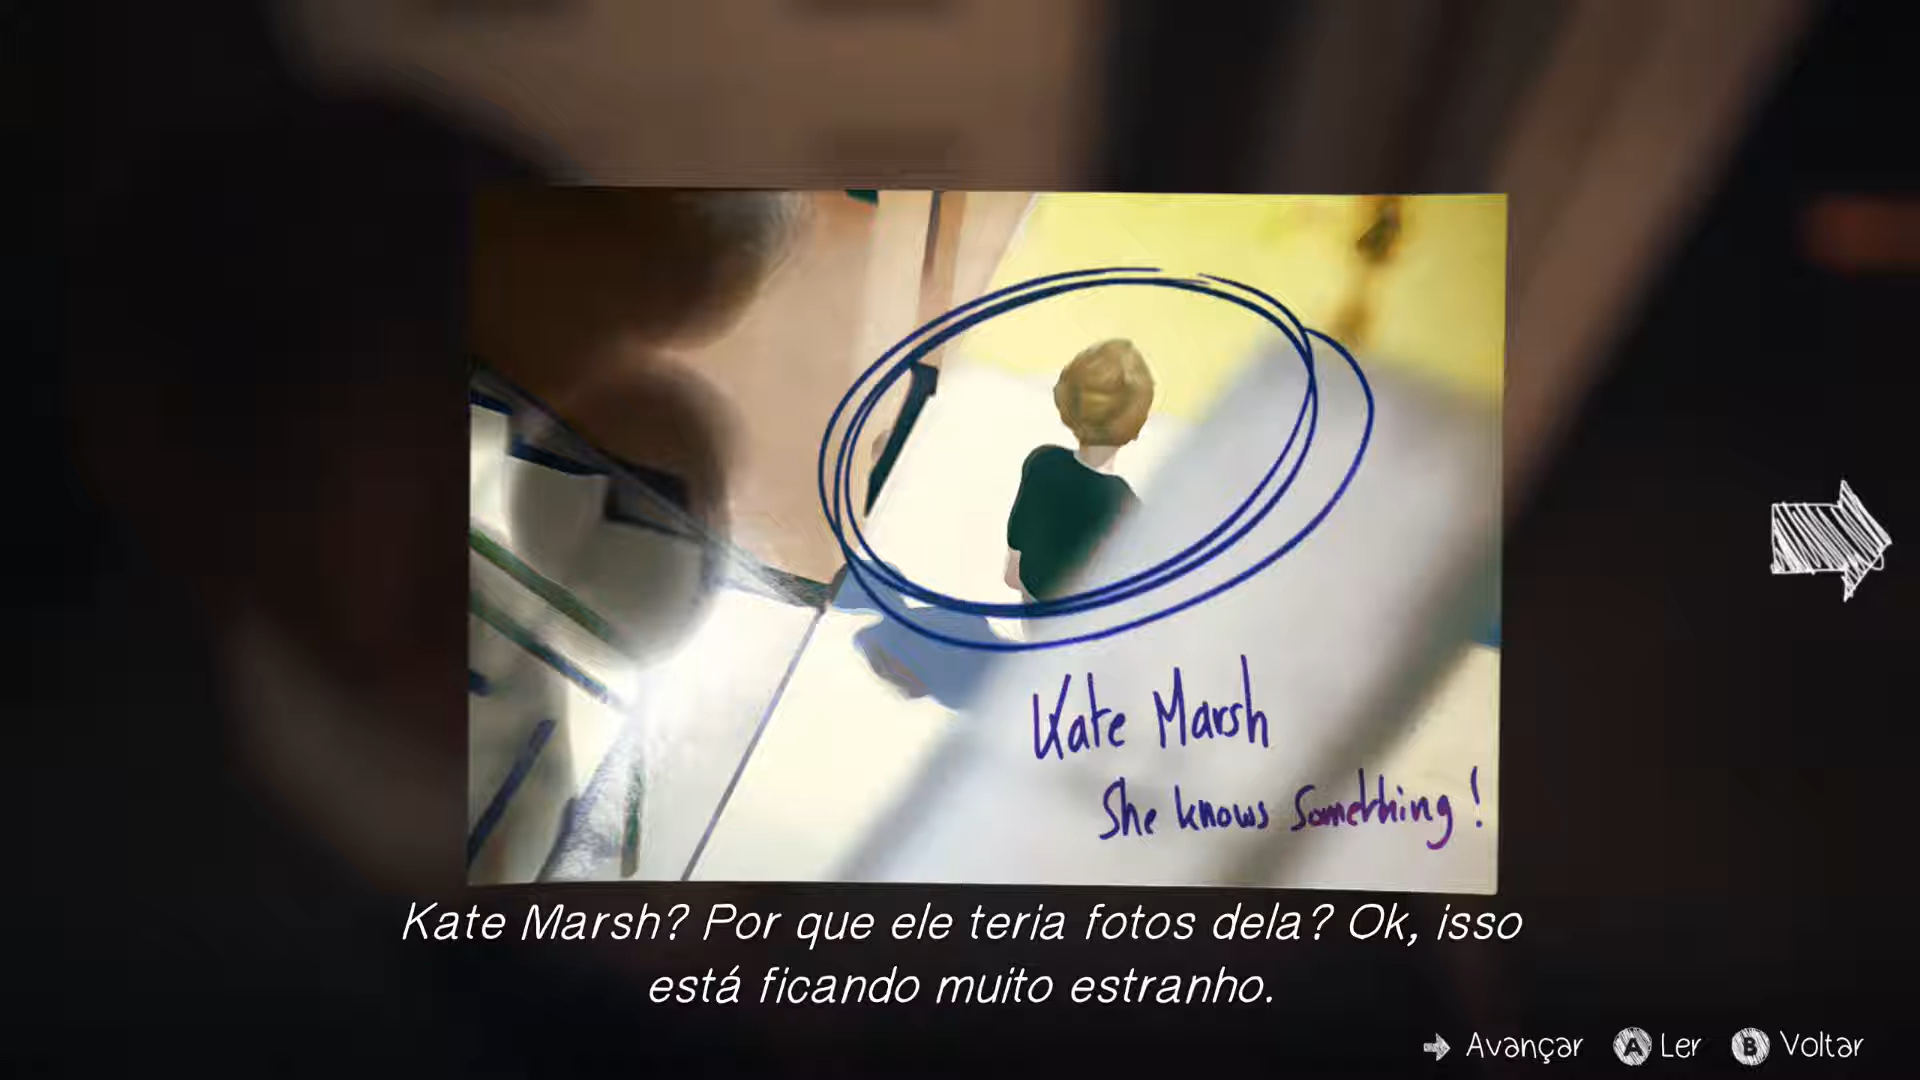 Kate Marsh
She knows Something!
Kate Marsh? Por que ele teria fotos dela? Ok, isso
está ficando muito estranho.
Avançar A Ler B Voltar